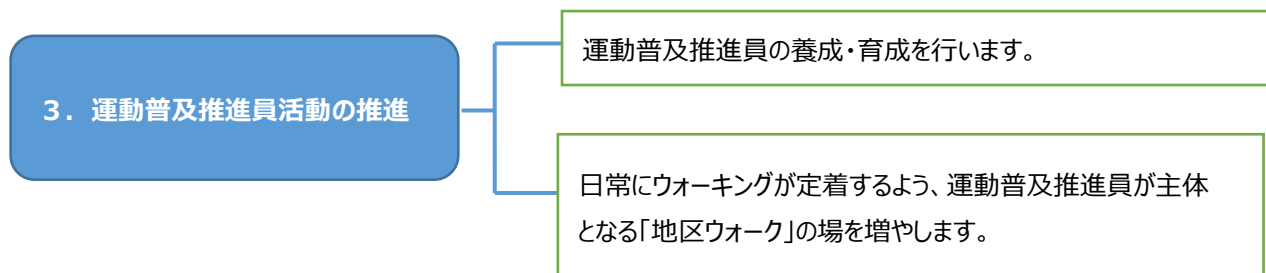 3．運動普及推進員活動の推進
運動普及推進員の養成・育成を行います。
日常にウォーキングが定着するよう、運動普及推進員が主体
となる「地区ウォーク」の場を増やします。